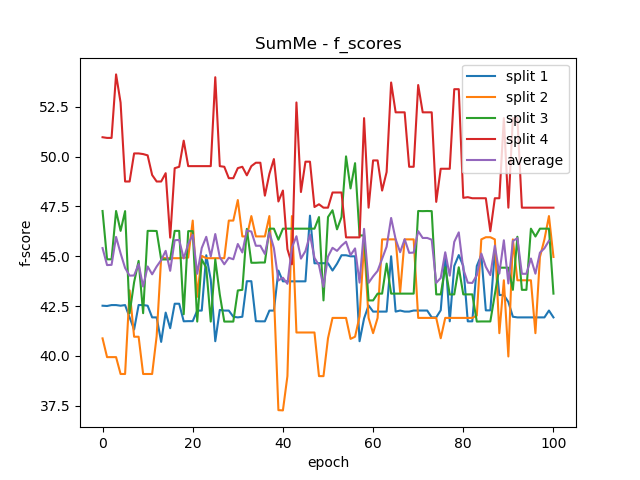 SumMe - f_scores
split 1
split 2
split 3
split 4
average
f-score
52.5
50.0
47.5
45.0
42.5
40.0
37.5
0 20 40 60 80 100
epoch